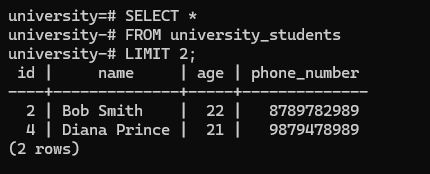 university=# SELECT *
university-# FROM university_students
university-# LIMIT 2;
 id |     name     | age | phone_number
----+--------------+-----+--------------
  2 | Bob Smith    |  22 |   8789782989
  4 | Diana Prince |  21 |   9879478989
(2 rows)